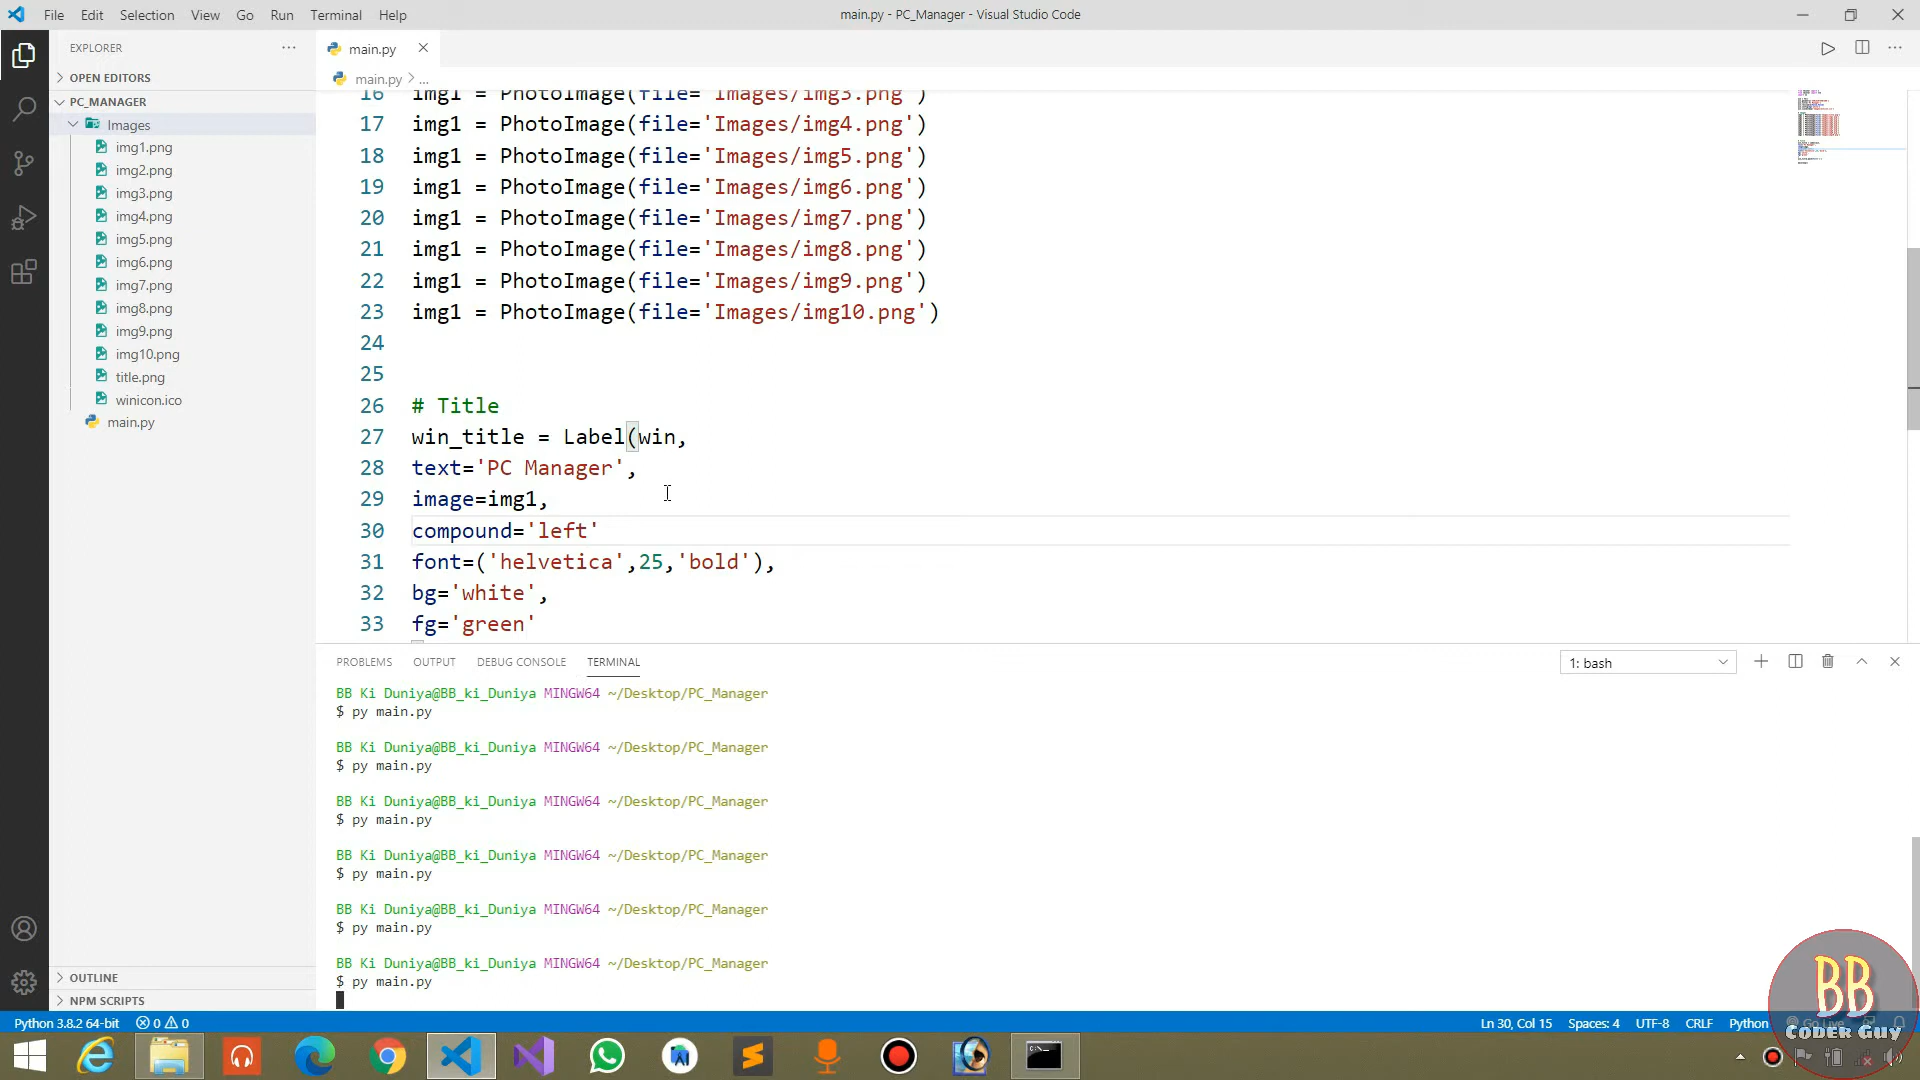 File Edit Selection View Go Run Terminal Help
main.py - PC_Manager - Visual Studio Code
EXPLORER
OPEN EDITORS
PC_MANAGER
Images
img1.png
img2.png
img3.png
img4.png
img5.png
img6.png
img7.png
img8.png
img9.png
img10.png
title.png
winicon.ico
main.py
OUTLINE
NPM SCRIPTS
main.py
main.py > ...
16 img1 = PhotoImage(file='Images/img3.png')
17 img1 = PhotoImage(file='Images/img4.png')
18 img1 = PhotoImage(file='Images/img5.png')
19 img1 = PhotoImage(file='Images/img6.png')
20 img1 = PhotoImage(file='Images/img7.png')
21 img1 = PhotoImage(file='Images/img8.png')
22 img1 = PhotoImage(file='Images/img9.png')
23 img1 = PhotoImage(file='Images/img10.png')
24
25
26 # Title
27 win_title = Label(win,
28 text='PC Manager',
29 image=img1,
30 compound='left'
31 font=('helvetica',25,'bold'),
32 bg='white',
33 fg='green'
PROBLEMS OUTPUT DEBUG CONSOLE TERMINAL
1: bash
BB Ki Duniya@BB_ki_Duniya MINGW64 ~/Desktop/PC_Manager
$ py main.py
BB Ki Duniya@BB_ki_Duniya MINGW64 ~/Desktop/PC_Manager
$ py main.py
BB Ki Duniya@BB_ki_Duniya MINGW64 ~/Desktop/PC_Manager
$ py main.py
BB Ki Duniya@BB_ki_Duniya MINGW64 ~/Desktop/PC_Manager
$ py main.py
BB Ki Duniya@BB_ki_Duniya MINGW64 ~/Desktop/PC_Manager
$ py main.py
BB Ki Duniya@BB_ki_Duniya MINGW64 ~/Desktop/PC_Manager
$ py main.py
Python 3.8.2 64-bit 0 0
Ln 30, Col 15 Spaces: 4 UTF-8 CRLF Python Go Live
BB
CODER GUY